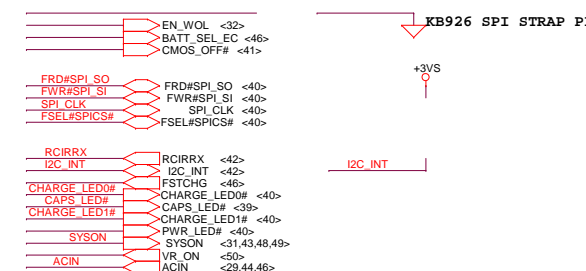 EN_WOL <32>
BATT_SEL_EC <46>
CMOS_OFF# <41>
KB926 SPI STRAP
+3VS
FRD#SPI_SO FRD#SPI_SO <40>
FWR#SPI_SI FWR#SPI_SI <40>
SPI_CLK SPI_CLK <40>
FSEL#SPICS# FSEL#SPICS# <40>
RCIRRX RCIRRX <42>
I2C_INT I2C_INT <42> I2C_INT
FSTCHG <46>
CHARGE_LED0# CHARGE_LED0# <40>
CAPS_LED# CAPS_LED# <39>
CHARGE_LED1# CHARGE_LED1# <40>
PWR_LED# <40>
SYSON SYSON <31,43,48,49>
VR_ON <50>
ACIN ACIN <29,44,46>